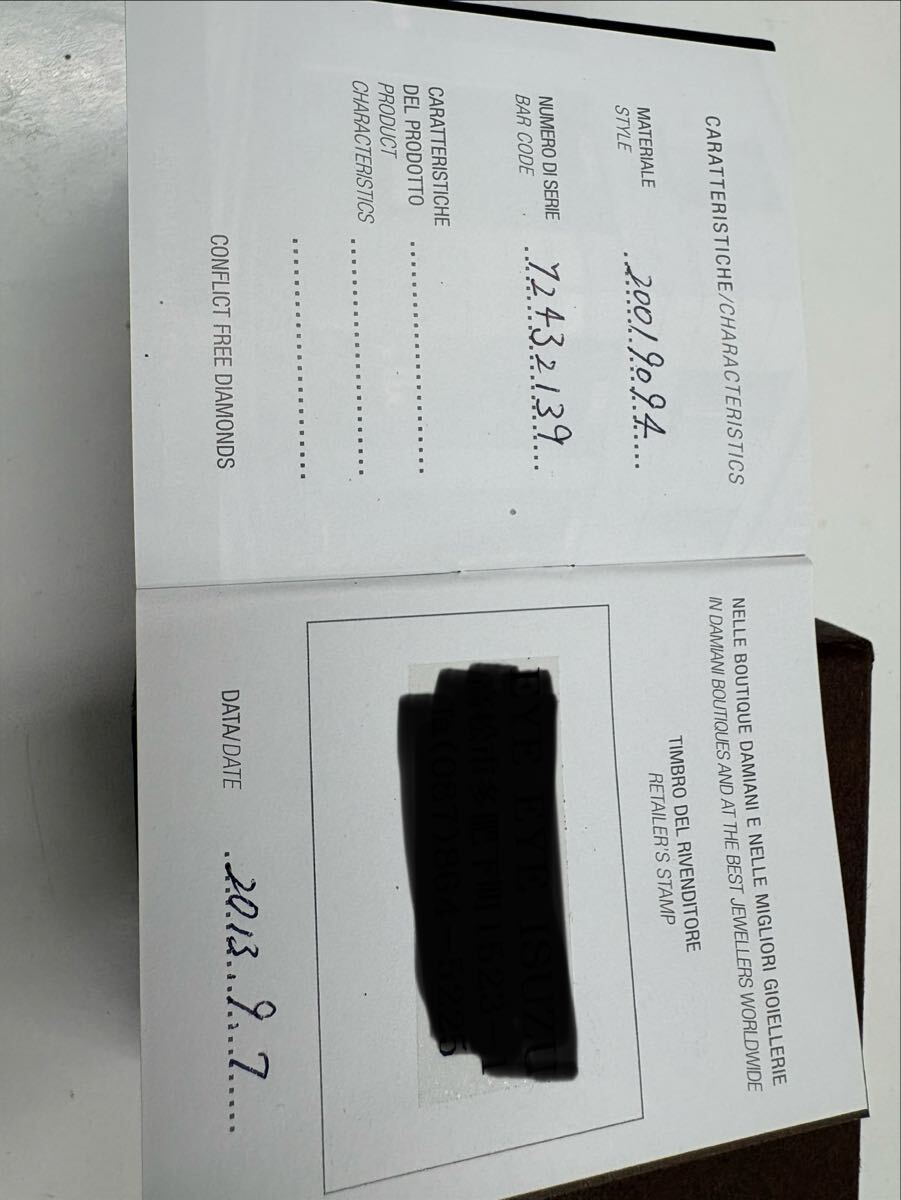 CARATTERISTICHE/CHARACTERISTICS
MATERIALE
STYLE
20019094
NUMERO DI SERIE
BAR CODE
72432139
CARATTERISTICHE
DEL PRODOTTO
PRODUCT
CHARACTERISTICS
CONFLICT FREE DIAMONDS
NELLE BOUTIQUE DAMIANI E NELLE MIGLIORI GIOIELLERIE
IN DAMIANI BOUTIQUES AND AT THE BEST JEWELLERS WORLDWIDE
TIMBRO DEL RIVENDITORE
RETAILER'S STAMP
DATA/DATE 2013 9 7